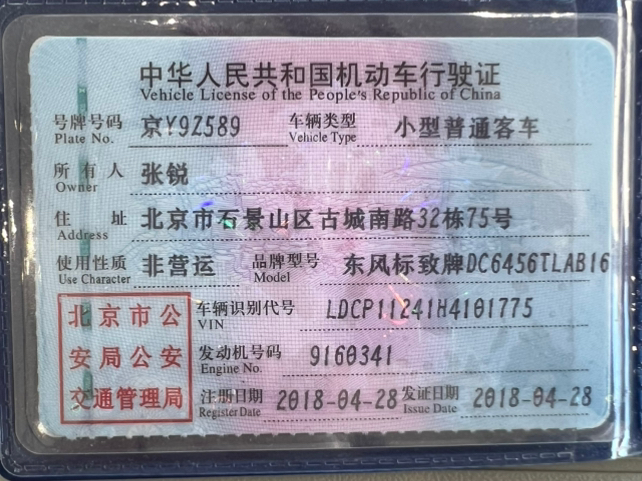 中华人民共和国机动车行驶证
Vehicle License of the People's Republic of China
号牌号码 京Y9Z589 车辆类型 小型普通客车
Plate No. Vehicle Type
所有人 张锐
Owner
住址 北京市石景山区古城南路32栋75号
Address
使用性质 非营运 品牌型号 东风标致牌DC6456TLAB16
Use Character Model
北京市公 车辆识别代号 LDCP11241H4101775
VIN
安局公安 发动机号码 9160341
Engine No.
交通管理局 注册日期 2018-04-28 发证日期 2018-04-28
Register Date Issue Date